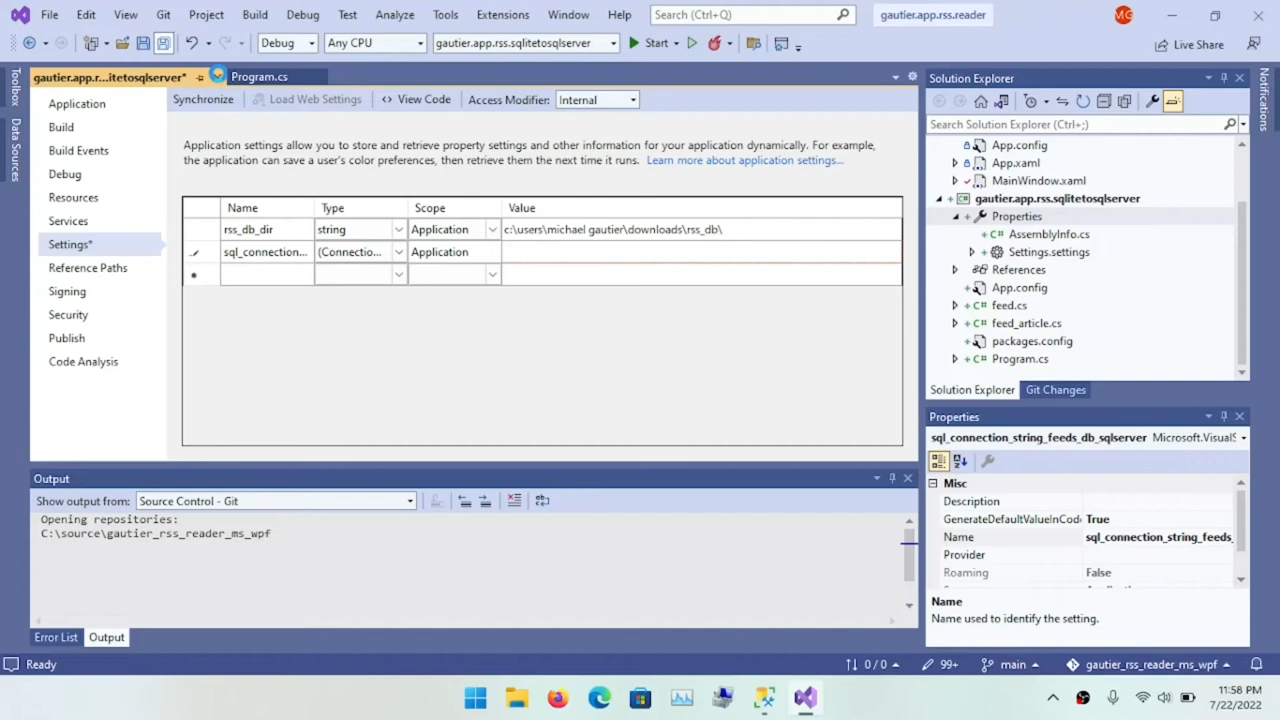 File Edit View Git Project Build Debug Test Analyze Tools Extensions Window Help Search (Ctrl+Q) gautier.app.rss.reader MG
Debug Any CPU gautier.app.rss.sqlitetosqlserver Start Live Share
Toolbox
Data Sources
gautier.app.r...itetosqlserver* Program.cs
Synchronize Load Web Settings View Code Access Modifier: Internal
Application
Build
Build Events
Debug
Resources
Services
Settings*
Reference Paths
Signing
Security
Publish
Code Analysis
Application settings allow you to store and retrieve property settings and other information for your application dynamically. For example,
the application can save a user's color preferences, then retrieve them the next time it runs. Learn more about application settings...
Name Type Scope Value
rss_db_dir string Application c:\users\michael gautier\downloads\rss_db\
sql_connection... (Connectio... Application
Output
Show output from: Source Control - Git
Opening repositories:
C:\source\gautier_rss_reader_ms_wpf
Error List Output
Solution Explorer
Search Solution Explorer (Ctrl+;)
App.config
App.xaml
MainWindow.xaml
gautier.app.rss.sqlitetosqlserver
Properties
C# AssemblyInfo.cs
Settings.settings
References
App.config
C# feed.cs
C# feed_article.cs
packages.config
C# Program.cs
Solution Explorer Git Changes
Properties
sql_connection_string_feeds_db_sqlserver Microsoft.VisualS
Misc
Description
GenerateDefaultValueInCode True
Name sql_connection_string_feeds_
Provider
Roaming False
Name
Name used to identify the setting.
Notifications
Ready 0 / 0 99+ main gautier_rss_reader_ms_wpf
11:58 PM
7/22/2022